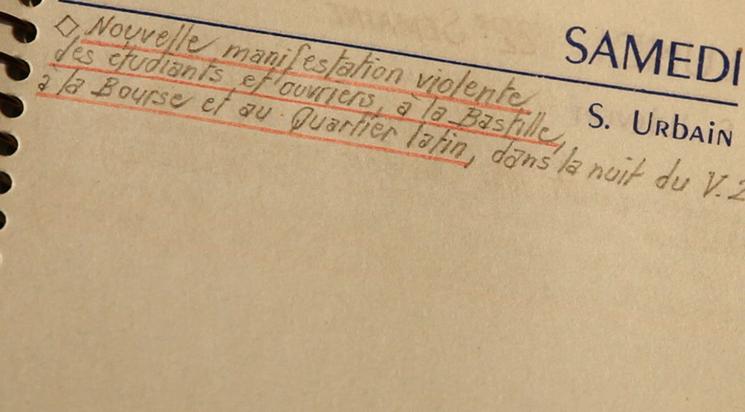 SAMEDI
S. URBAIN
◇ Nouvelle manifestation violente
des étudiants et ouvriers, à la Bastille,
à la Bourse et au Quartier latin, dans la nuit du V. 2